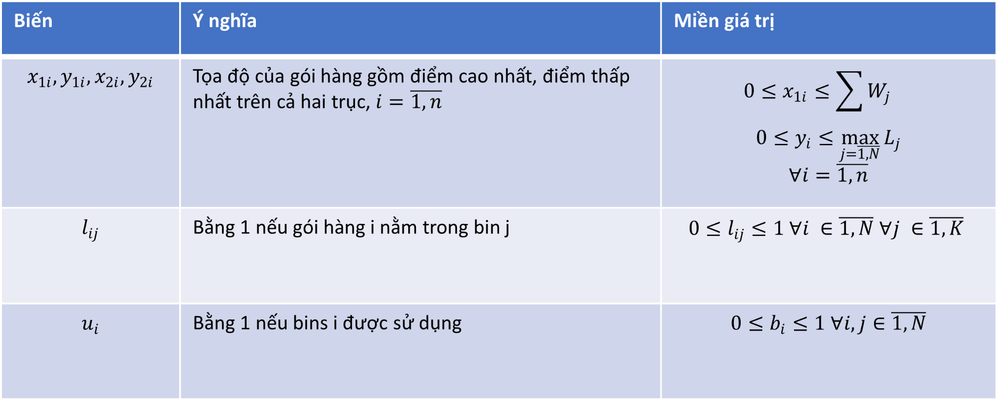 Biến
Ý nghĩa
Miền giá trị
$x_{1i}, y_{1i}, x_{2i}, y_{2i}$
Tọa độ của gói hàng gồm điểm cao nhất, điểm thấp
nhất trên cả hai trục, $i = \overline{1, n}$
$0 \leq x_{1i} \leq \sum W_j$
$0 \leq y_i \leq \max_{j=\overline{1,N}} L_j$
$\forall i = \overline{1, n}$
$l_{ij}$
Bằng 1 nếu gói hàng i nằm trong bin j
$0 \leq l_{ij} \leq 1 \; \forall i \in \overline{1, N} \; \forall j \in \overline{1, K}$
$u_i$
Bằng 1 nếu bins i được sử dụng
$0 \leq b_i \leq 1 \; \forall i, j \in \overline{1, N}$